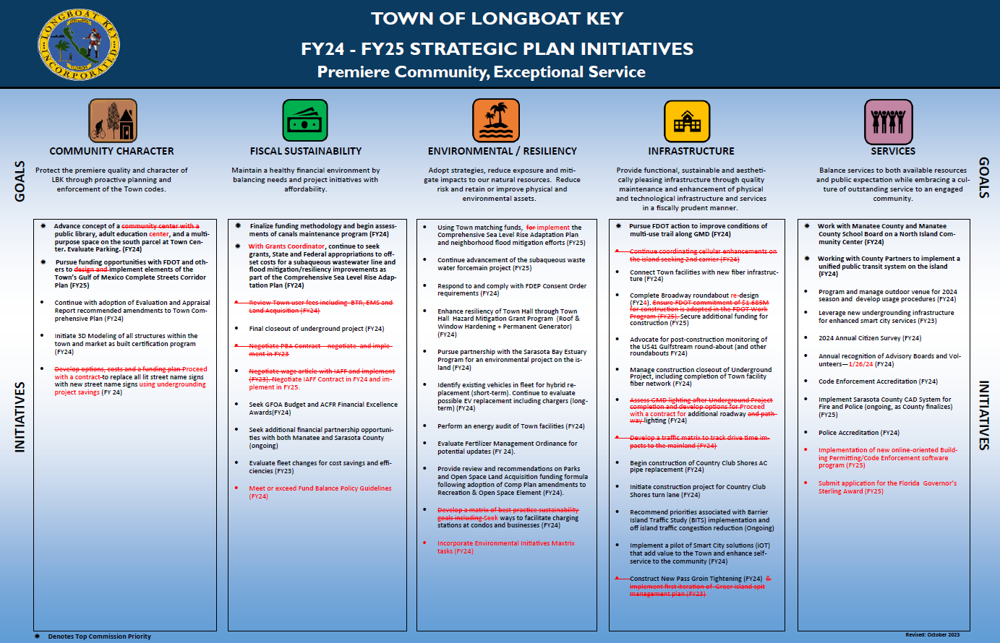 LONGBOAT KEY
INCORPORATED
FLORIDA
TOWN OF LONGBOAT KEY
FY24 - FY25 STRATEGIC PLAN INITIATIVES
Premiere Community, Exceptional Service
GOALS
INITIATIVES
COMMUNITY CHARACTER
Protect the premiere quality and character of
LBK through proactive planning and
enforcement of the Town codes.
✹ Advance concept of a community center with a
public library, adult education center, and a multi-
purpose space on the south parcel at Town Cen-
ter. Evaluate Parking. (FY24)
✹ Pursue funding opportunities with FDOT and oth-
ers to design and implement elements of the
Town's Gulf of Mexico Complete Streets Corridor
Plan (FY25)
• Continue with adoption of Evaluation and Appraisal
Report recommended amendments to Town Com-
prehensive Plan (FY24)
• Initiate 3D Modeling of all structures within the
town and market as built certification program
(FY24)
• Develop options, costs and a funding plan Proceed
with a contract to replace all lit street name signs
with new street name signs using undergrounding
project savings (FY 24)
FISCAL SUSTAINABILITY
Maintain a healthy financial environment by
balancing needs and project initiatives with
affordability.
✹ Finalize funding methodology and begin assess-
ments of canals maintenance program (FY24)
✹ With Grants Coordinator, continue to seek
grants, State and Federal appropriations to off-
set costs for a subaqueous wastewater line and
flood mitigation/resiliency improvements as
part of the Comprehensive Sea Level Rise Adap-
tation Plan (FY24)
• Review Town user fees including BTR, EMS and
Land Acquisition (FY24)
• Final closeout of underground project (FY24)
• Negotiate PBA Contract – negotiate and imple-
ment in FY23
• Negotiate wage article with IAFF and implement
(FY23). Negotiate IAFF Contract in FY24 and im-
plement in FY25.
• Seek GFOA Budget and ACFR Financial Excellence
Awards(FY24)
• Seek additional financial partnership opportuni-
ties with both Manatee and Sarasota County
(ongoing)
• Evaluate fleet changes for cost savings and effi-
ciencies (FY23)
• Meet or exceed Fund Balance Policy Guidelines
(FY24)
ENVIRONMENTAL / RESILIENCY
Adopt strategies, reduce exposure and miti-
gate impacts to our natural resources. Reduce
risk and retain or improve physical and
environmental assets.
• Using Town matching funds, for implement the
Comprehensive Sea Level Rise Adaptation Plan
and neighborhood flood mitigation efforts (FY25)
• Continue advancement of the subaqueous waste
water forcemain project (FY25)
• Respond to and comply with FDEP Consent Order
requirements (FY24)
• Enhance resiliency of Town Hall through Town
Hall Hazard Mitigation Grant Program (Roof &
Window Hardening + Permanent Generator)
(FY24)
• Pursue partnership with the Sarasota Bay Estuary
Program for an environmental project on the is-
land (FY24)
• Identify existing vehicles in fleet for hybrid re-
placement (short-term). Continue to evaluate
possible EV replacement including chargers (long-
term) (FY24)
• Perform an energy audit of Town facilities (FY24)
• Evaluate Fertilizer Management Ordinance for
potential updates (FY 24).
• Provide review and recommendations on Parks
and Open Space Land Acquisition funding formula
following adoption of Comp Plan amendments to
Recreation & Open Space Element (FY24).
• Develop a matrix of best practice sustainability
goals including Seek ways to facilitate charging
stations at condos and businesses (FY24)
• Incorporate Environmental Initiatives Maxtrix
tasks (FY24)
INFRASTRUCTURE
Provide functional, sustainable and aestheti-
cally pleasing infrastructure through quality
maintenance and enhancement of physical
and technological infrastructure and services
in a fiscally prudent manner.
✹ Pursue FDOT action to improve conditions of
multi-use trail along GMD (FY24)
• Continue coordinating cellular enhancements on
the island seeking 2nd carrier (FY24)
• Connect Town facilities with new fiber infrastruc-
ture (FY24)
• Complete Broadway roundabout re-design
(FY24). Ensure FDOT commitment of $1.685M
for construction is adopted in the FDOT Work
Program (FY25). Secure additional funding for
construction (FY25)
• Advocate for post-construction monitoring of
the US41 Gulfstream round-about (and other
roundabouts FY24)
• Manage construction closeout of Underground
Project, including completion of Town facility
fiber network (FY24)
• Assess GMD lighting after Underground Project
completion and develop options for Proceed
with a contract for additional roadway and path-
way lighting (FY24)
• Develop a traffic matrix to track drive time im-
pacts to the mainland (FY24)
• Begin construction of Country Club Shores AC
pipe replacement (FY24)
• Initiate construction project for Country Club
Shores turn lane (FY24)
• Recommend priorities associated with Barrier
Island Traffic Study (BITS) implementation and
off island traffic congestion reduction (Ongoing)
• Implement a pilot of Smart City solutions (iOT)
that add value to the Town and enhance self-
service to the community (FY24)
• Construct New Pass Groin Tightening (FY24) &
implement first iteration of Greer Island spit
management plan (FY23)
SERVICES
Balance services to both available resources
and public expectation while embracing a cul-
ture of outstanding service to an engaged
community.
✹ Work with Manatee County and Manatee
County School Board on a North Island Com-
munity Center (FY24)
✹ Working with County Partners to implement a
unified public transit system on the island
(FY24)
• Program and manage outdoor venue for 2024
season and develop usage procedures (FY24)
• Leverage new undergrounding infrastructure
for enhanced smart city services (FY23)
• 2024 Annual Citizen Survey (FY24)
• Annual recognition of Advisory Boards and Vol-
unteers—1/26/24 (FY24)
• Code Enforcement Accreditation (FY24)
• Implement Sarasota County CAD System for
Fire and Police (ongoing, as County finalizes)
(FY25)
• Police Accreditation (FY24)
• Implementation of new online-oriented Build-
ing Permitting/Code Enforcement software
program (FY25)
• Submit application for the Florida Governor's
Sterling Award (FY25)
GOALS
INITIATIVES
✹ Denotes Top Commission Priority
Revised: October 2023